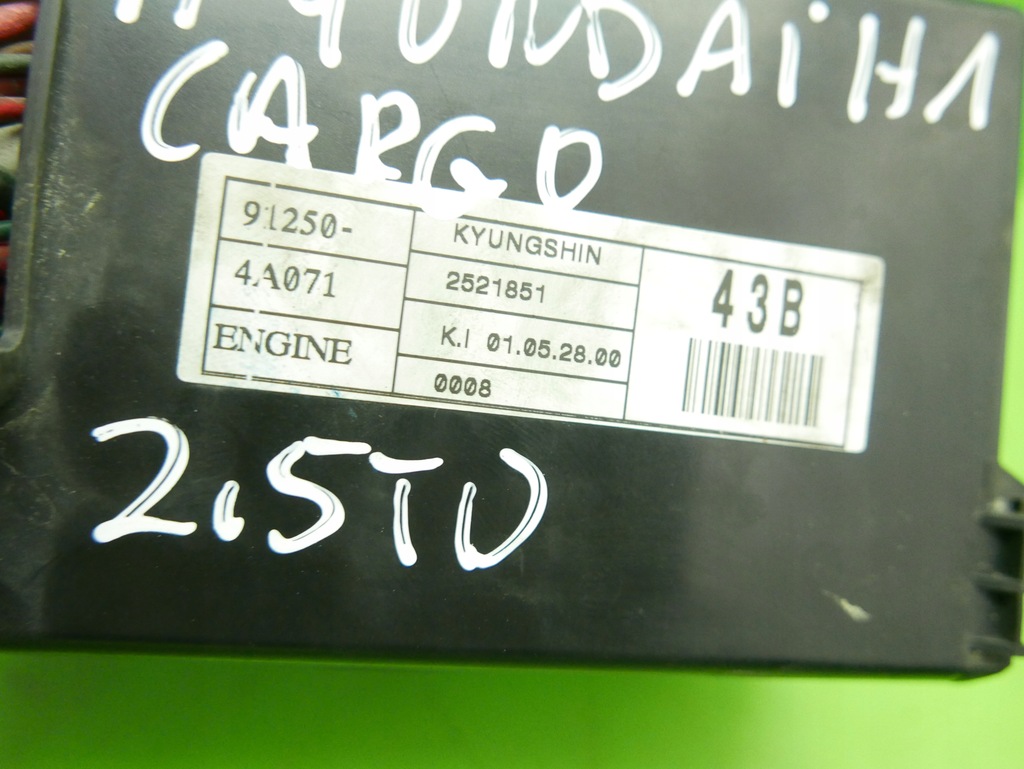 HYUNDAi H1
CARGO
91250-
4A071
ENGINE
KYUNGSHIN
2521851
K.I 01.05.28.00
0008
43B
2.5TD